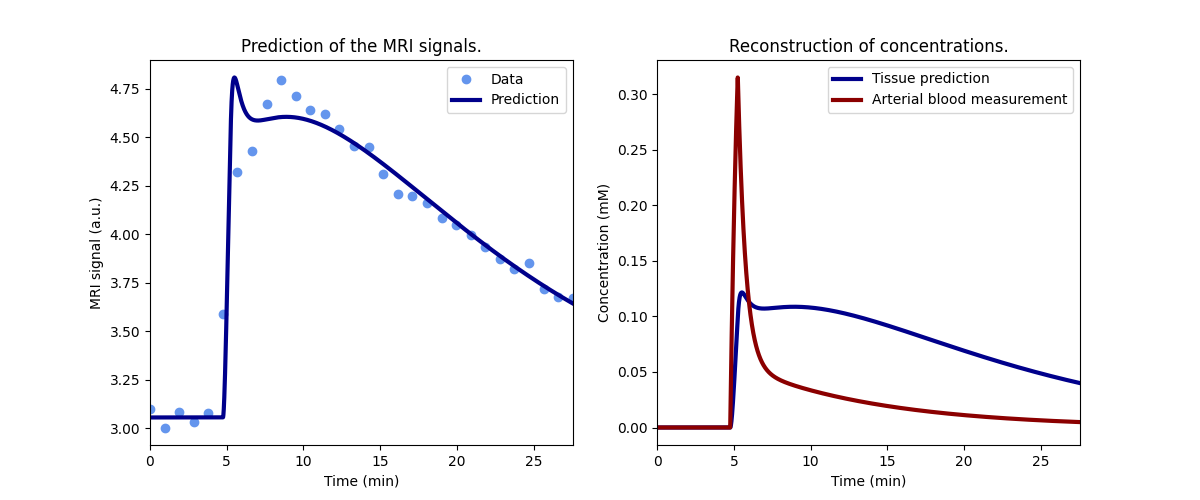 Prediction of the MRI signals.
MRI signal (a.u.)
4.75
4.50
4.25
4.00
3.75
3.50
3.25
3.00
0
5
10
15
20
25
Time (min)
Data
Prediction
Reconstruction of concentrations.
Concentration (mM)
0.30
0.25
0.20
0.15
0.10
0.05
0.00
0
5
10
15
20
25
Time (min)
Tissue prediction
Arterial blood measurement